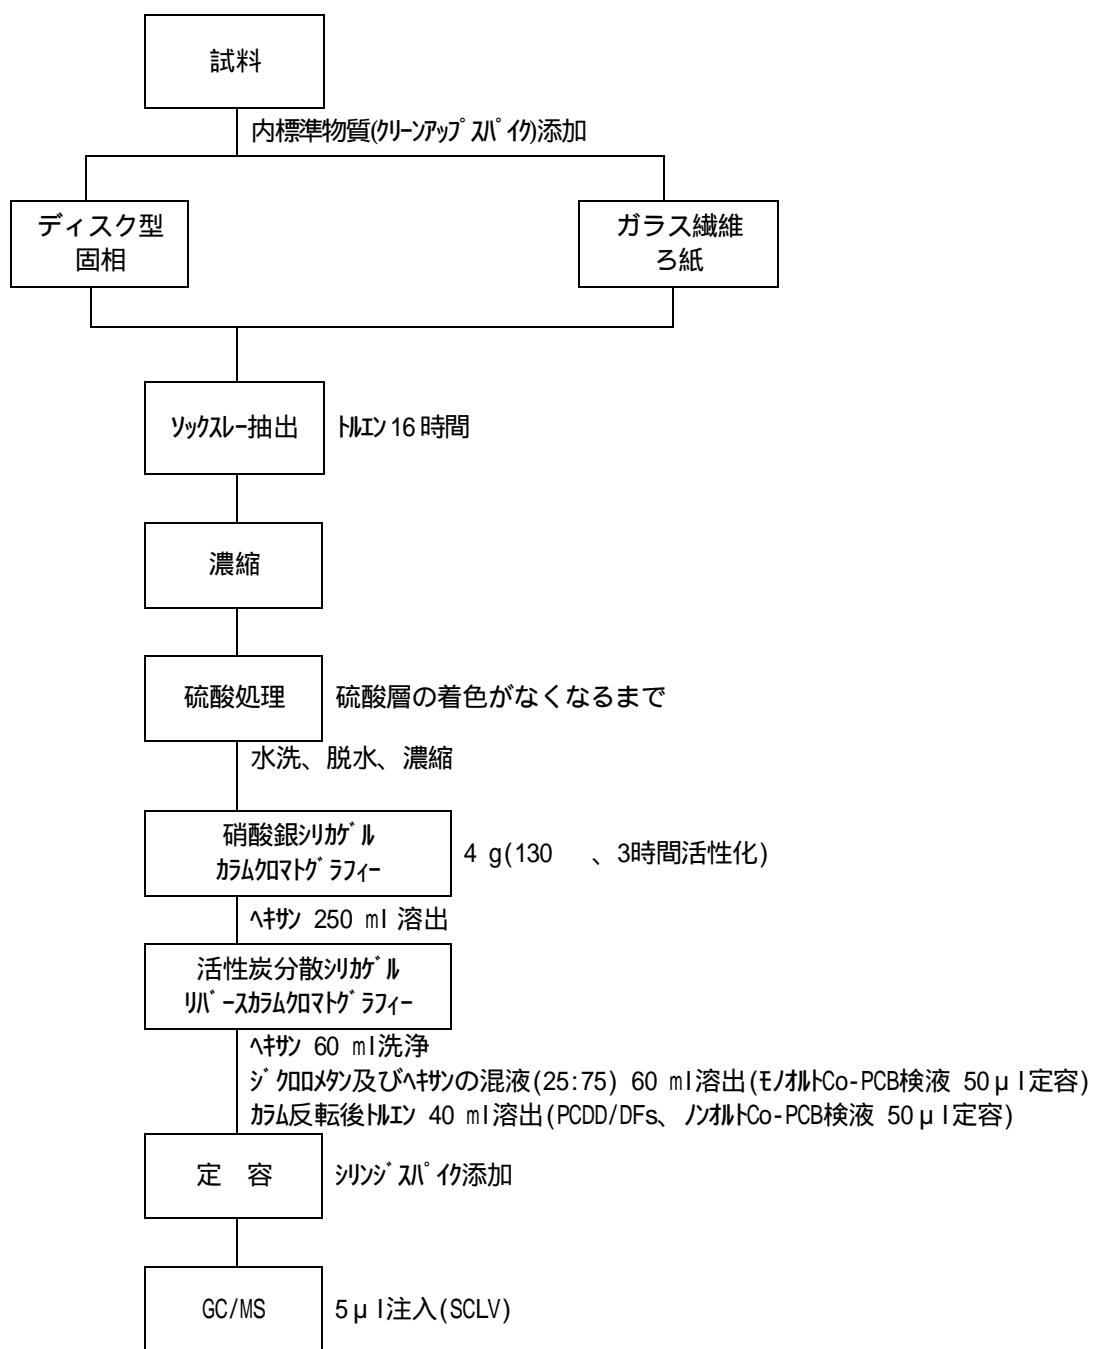 試料
内標準物質(ｸﾘｰﾝｱｯﾌﾟｽﾊﾟｲｸ)添加
ディスク型
固相
ガラス繊維
ろ紙
ｿｯｸｽﾚｰ抽出
ﾄﾙｴﾝ16時間
濃縮
硫酸処理
硫酸層の着色がなくなるまで
水洗、脱水、濃縮
硝酸銀ｼﾘｶｹﾞﾙ
ｶﾗﾑｸﾛﾏﾄｸﾞﾗﾌｨｰ
4 g(130 、3時間活性化)
ﾍｷｻﾝ 250 ml 溶出
活性炭分散ｼﾘｶｹﾞﾙ
ﾘﾊﾞｰｽｶﾗﾑｸﾛﾏﾄｸﾞﾗﾌｨｰ
ﾍｷｻﾝ 60 ml洗浄
ｼﾞｸﾛﾛﾒﾀﾝ及びﾍｷｻﾝの混液(25:75) 60 ml溶出(ﾓﾉｵﾙﾄCo-PCB検液 50μl定容)
ｶﾗﾑ反転後ﾄﾙｴﾝ 40 ml溶出(PCDD/DFs、ﾉﾝｵﾙﾄCo-PCB検液 50μl定容)
定 容
ｼﾘﾝｼﾞｽﾊﾟｲｸ添加
GC/MS
5μl注入(SCLV)